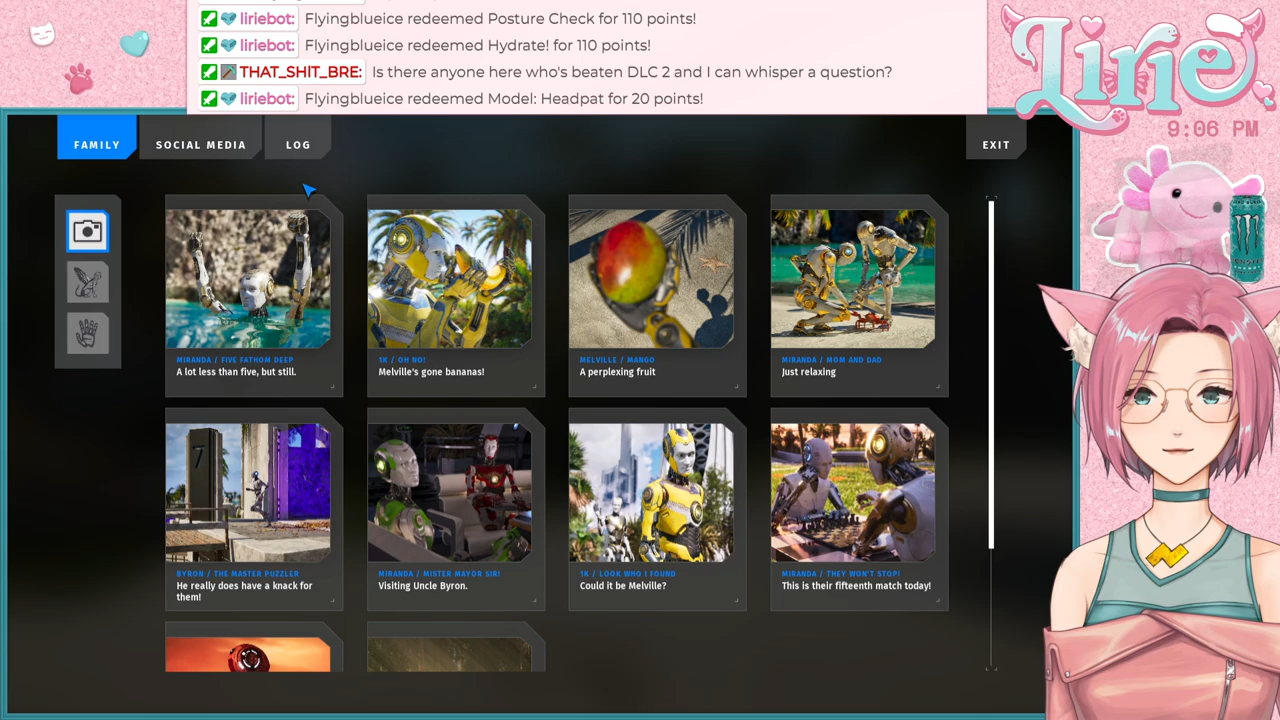 liriebot: Flyingblueice redeemed Posture Check for 110 points!
liriebot: Flyingblueice redeemed Hydrate! for 110 points!
THAT_SHIT_BRE: Is there anyone here who's beaten DLC 2 and I can whisper a question?
liriebot: Flyingblueice redeemed Model: Headpat for 20 points!
Lirie
9:06 PM
FAMILY
SOCIAL MEDIA
LOG
EXIT
MIRANDA / FIVE FATHOM DEEP
A lot less than five, but still.
1K / OH NO!
Melville's gone bananas!
MELVILLE / MANGO
A perplexing fruit
MIRANDA / MOM AND DAD
Just relaxing
7
BYRON / THE MASTER PUZZLER
He really does have a knack for
them!
MIRANDA / MISTER MAYOR SIR!
Visiting Uncle Byron.
1K / LOOK WHO I FOUND
Could it be Melville?
MIRANDA / THEY WON'T STOP!
This is their fifteenth match today!